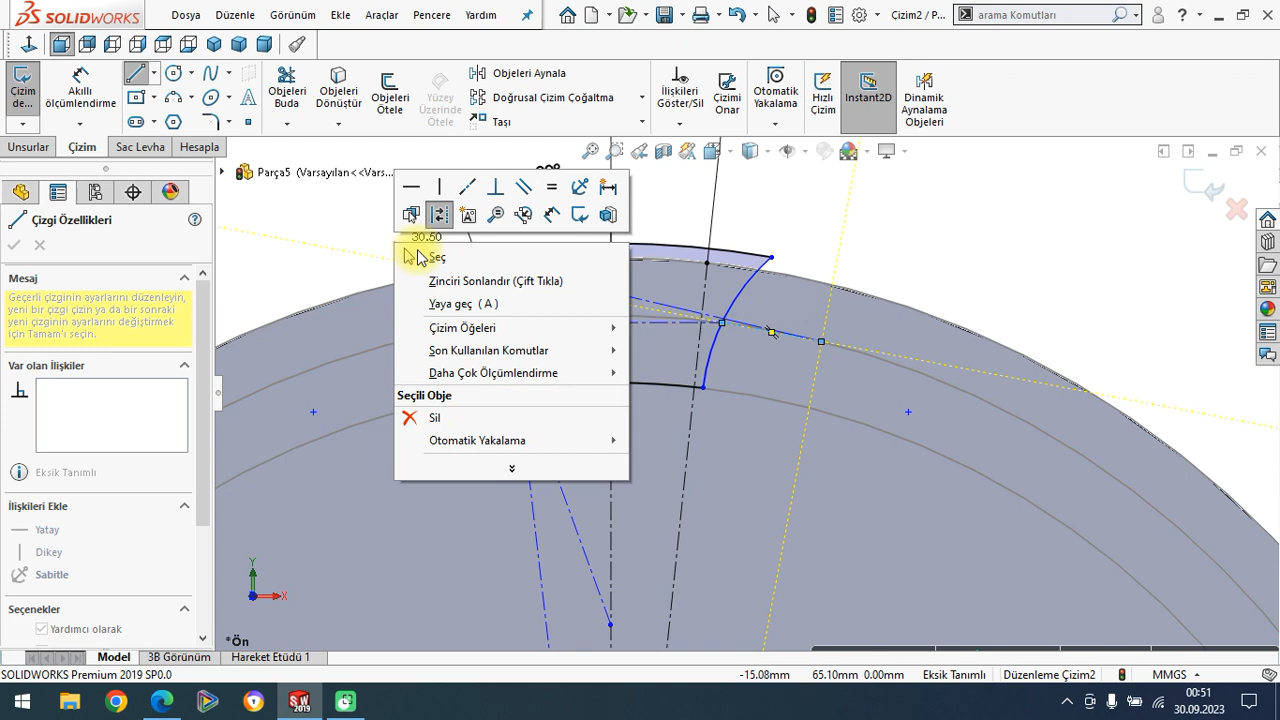 SOLIDWORKS
Dosya Düzenle Görünüm Ekle Araçlar Pencere Yardım
Çizim2 / P...
arama Komutları
Çizim de...
Akıllı ölçümlendirme
Objeleri Buda
Objeleri Dönüştür
Objeleri Ötele
Yüzey Üzerinde Ötele
Objeleri Aynala
Doğrusal Çizim Çoğaltma
Taşı
İlişkileri Göster/Sil
Çizimi Onar
Otomatik Yakalama
Hızlı Çizim
Instant2D
Dinamik Aynalama Objeleri
Unsurlar Çizim Sac Levha Hesapla
Parça5 (Varsayılan<<Vars...
Çizgi Özellikleri
Mesaj
Geçerli çizginin ayarlarını düzenleyin,
yeni bir çizgi çizin ya da bir sonraki
yeni çizginin ayarlarını değiştirmek
için Tamam'ı seçin.
Var olan İlişkiler
Eksik Tanımlı
İlişkileri Ekle
Yatay
Dikey
Sabitle
Seçenekler
Yardımcı olarak
30.50
Seç
Zinciri Sonlandır (Çift Tıkla)
Yaya geç (A)
Çizim Öğeleri
Son Kullanılan Komutlar
Daha Çok Ölçümlendirme
Seçili Obje
Sil
Otomatik Yakalama
Y
X
*Ön
Model 3B Görünüm Hareket Etüdü 1
SOLIDWORKS Premium 2019 SP0.0
-15.08mm 65.10mm 0.00mm Eksik Tanımlı Düzenleme Çizim2 MMGS
SW
2019
00:51
30.09.2023